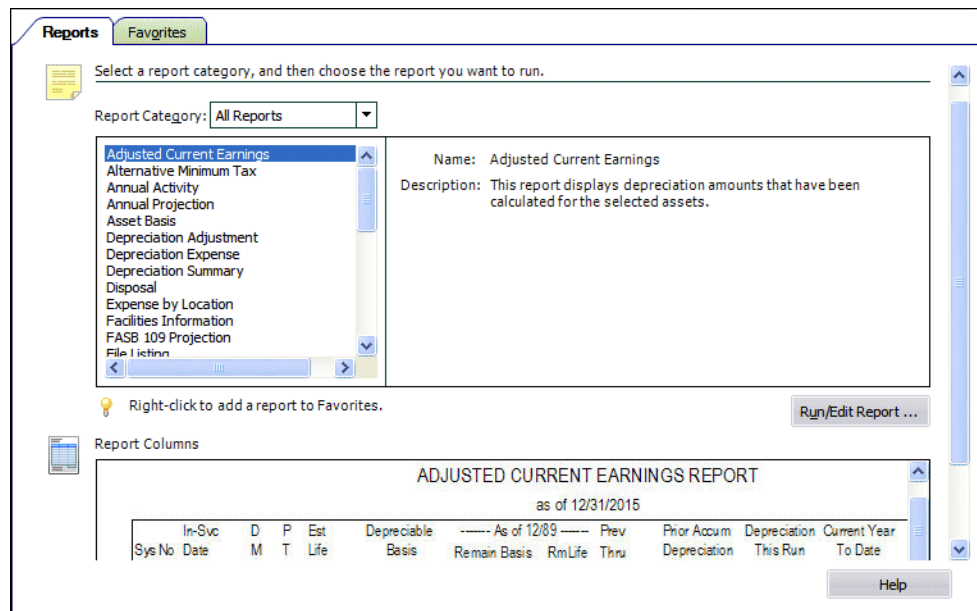 Reports Favorites
Select a report category, and then choose the report you want to run.
Report Category: All Reports
Adjusted Current Earnings
Alternative Minimum Tax
Annual Activity
Annual Projection
Asset Basis
Depreciation Adjustment
Depreciation Expense
Depreciation Summary
Disposal
Expense by Location
Facilities Information
FASB 109 Projection
File Listing
Name: Adjusted Current Earnings
Description: This report displays depreciation amounts that have been
calculated for the selected assets.
Right-click to add a report to Favorites.
Run/Edit Report ...
Report Columns
ADJUSTED CURRENT EARNINGS REPORT
as of 12/31/2015
In-Svc D P Est Depreciable ------- As of 12/89 ------- Prev Prior Accum Depreciation Current Year
Sys No Date M T Life Basis Remain Basis RmLife Thru Depreciation This Run To Date
Help